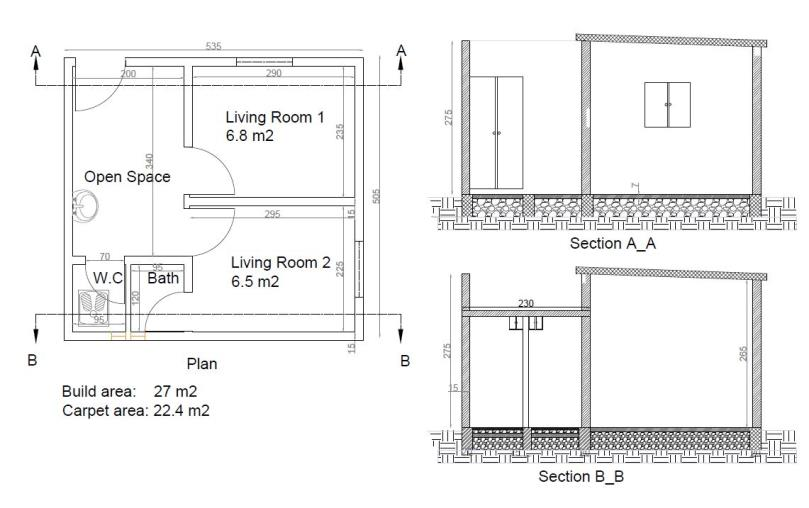 A
535
A
200
290
Living Room 1
6.8 m2
235
340
Open Space
505
295
15
70
95
W.C
Bath
Living Room 2
6.5 m2
225
120
95
B
B
15
Plan
Build area: 27 m2
Carpet area: 22.4 m2
275
7
Section A_A
230
275
265
15
Section B_B